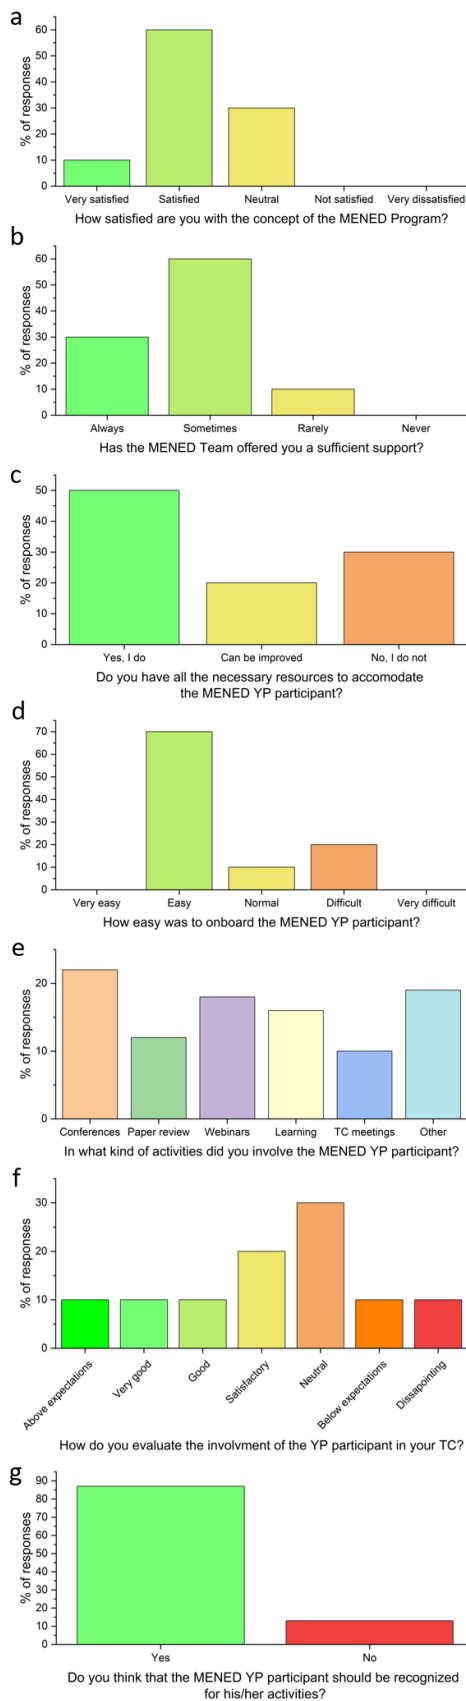 a
60
50
40
30
20
10
0
% of responses
Very satisfied Satisfied Neutral Not satisfied Very dissatisfied
How satisfied are you with the concept of the MENED Program?
b
60
50
40
30
20
10
0
% of responses
Always Sometimes Rarely Never
Has the MENED Team offered you a sufficient support?
c
50
40
30
20
10
0
% of responses
Yes, I do Can be improved No, I do not
Do you have all the necessary resources to accomodate
the MENED YP participant?
d
70
60
50
40
30
20
10
0
% of responses
Very easy Easy Normal Difficult Very difficult
How easy was to onboard the MENED YP participant?
e
20
10
0
% of responses
Conferences Paper review Webinars Learning TC meetings Other
In what kind of activities did you involve the MENED YP participant?
f
30
20
10
0
% of responses
Above expectations Very good Good Satisfactory Neutral Below expectations Dissapointing
How do you evaluate the involvment of the YP participant in your TC?
g
90
80
70
60
50
40
30
20
10
0
% of responses
Yes No
Do you think that the MENED YP participant should be recognized
for his/her activities?